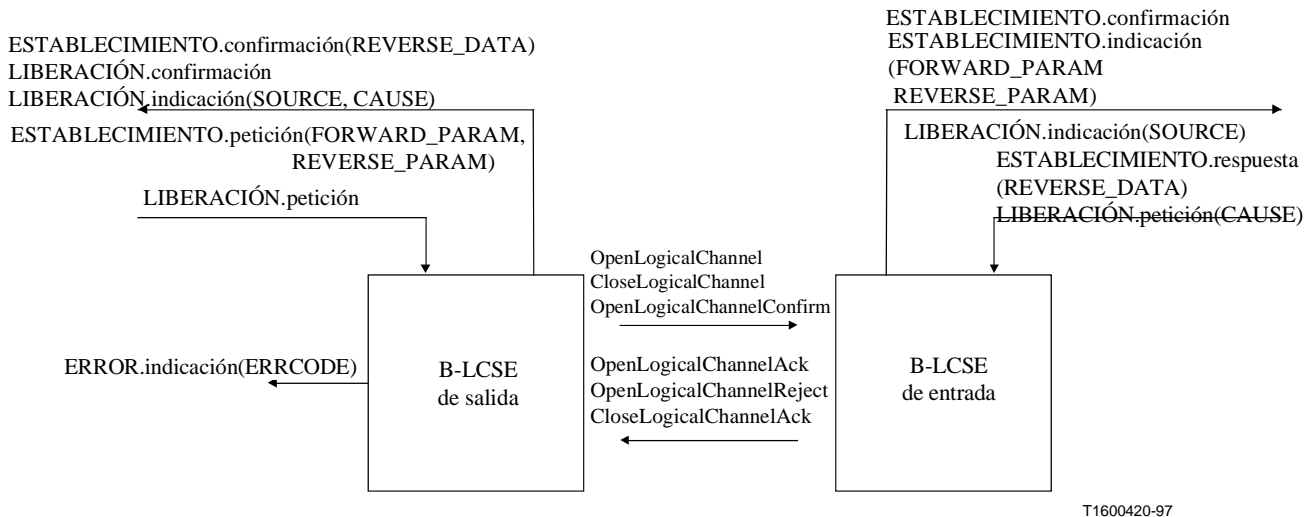 ESTABLECIMIENTO.confirmación(REVERSE_DATA)
LIBERACIÓN.confirmación
LIBERACIÓN.indicación(SOURCE, CAUSE)
ESTABLECIMIENTO.petición(FORWARD_PARAM,
REVERSE_PARAM)
LIBERACIÓN.petición
ESTABLECIMIENTO.confirmación
ESTABLECIMIENTO.indicación
(FORWARD_PARAM
REVERSE_PARAM)
LIBERACIÓN.indicación(SOURCE)
ESTABLECIMIENTO.respuesta
(REVERSE_DATA)
LIBERACIÓN.petición(CAUSE)
OpenLogicalChannel
CloseLogicalChannel
OpenLogicalChannelConfirm
ERROR.indicación(ERRCODE)
B-LCSE
de salida
OpenLogicalChannelAck
OpenLogicalChannelReject
CloseLogicalChannelAck
B-LCSE
de entrada
T1600420-97